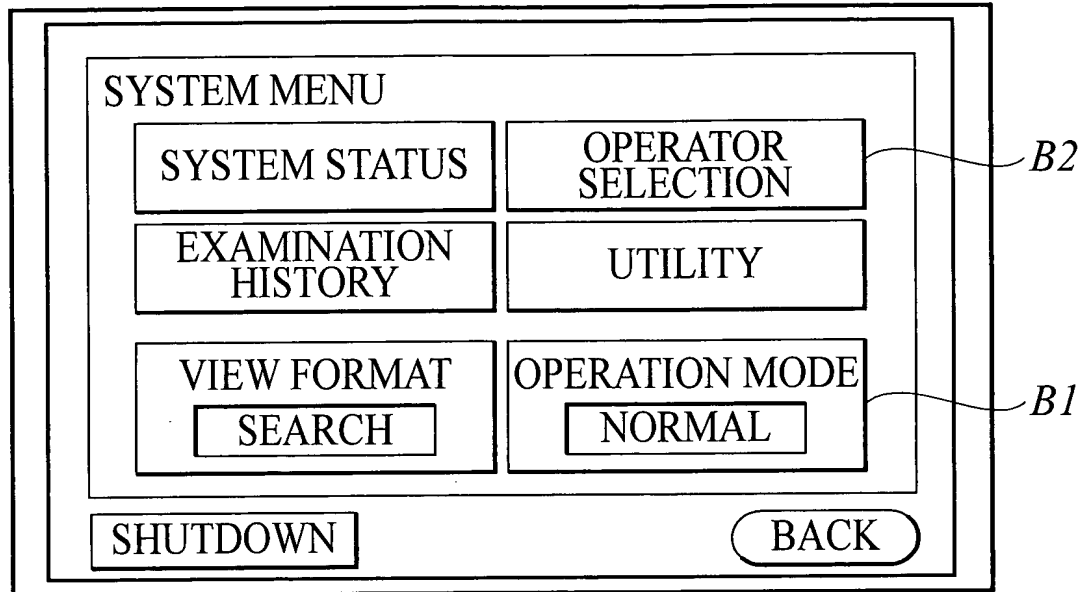 SYSTEM MENU
SYSTEM STATUS
OPERATOR
SELECTION
B2
EXAMINATION
HISTORY
UTILITY
VIEW FORMAT
SEARCH
OPERATION MODE
NORMAL
B1
SHUTDOWN
BACK